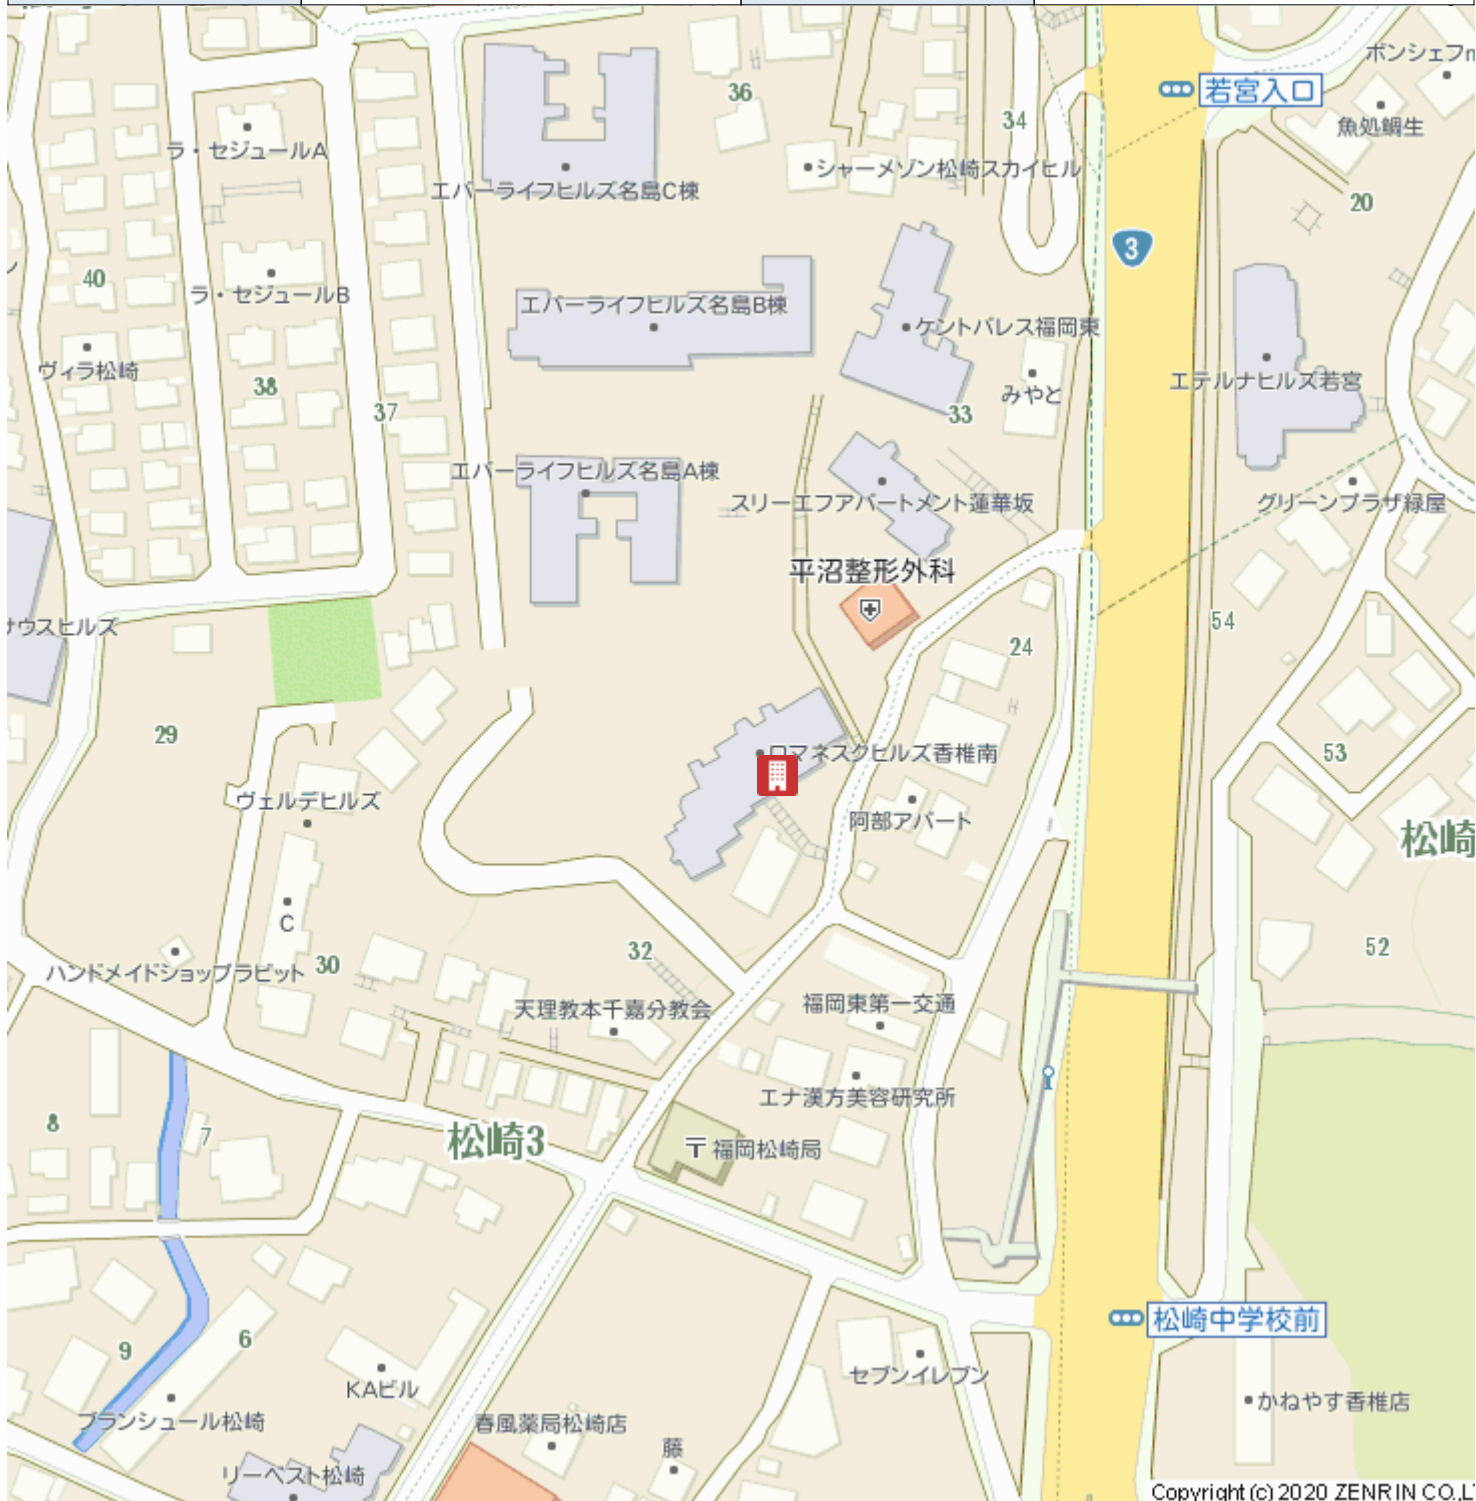 ボンシェフm
若宮入口
36
34
魚処鯛生
ラ・セジュールA
シャーメゾン松崎スカイヒル
エバーライフヒルズ名島C棟
20
3
40
ラ・セジュールB
エバーライフヒルズ名島B棟
ケントパレス福岡東
ヴィラ松崎
エテルナヒルズ若宮
38
みやと
37
33
エバーライフヒルズ名島A棟
スリーエフアパートメント蓮華坂
グリーンプラザ緑屋
平沼整形外科
サウスヒルズ
54
24
29
ロマネスクヒルズ香椎南
53
ヴェルデヒルズ
阿部アパート
松崎
C
52
32
30
ハンドメイドショップラビット
福岡東第一交通
天理教本千嘉分教会
エナ漢方美容研究所
8
7
松崎3
〒福岡松崎局
松崎中学校前
6
9
セブンイレブン
KAビル
かねやす香椎店
ブランシュール松崎
春風薬局松崎店
藤
リーベスト松崎
Copyright (c) 2020 ZENRIN CO.,L